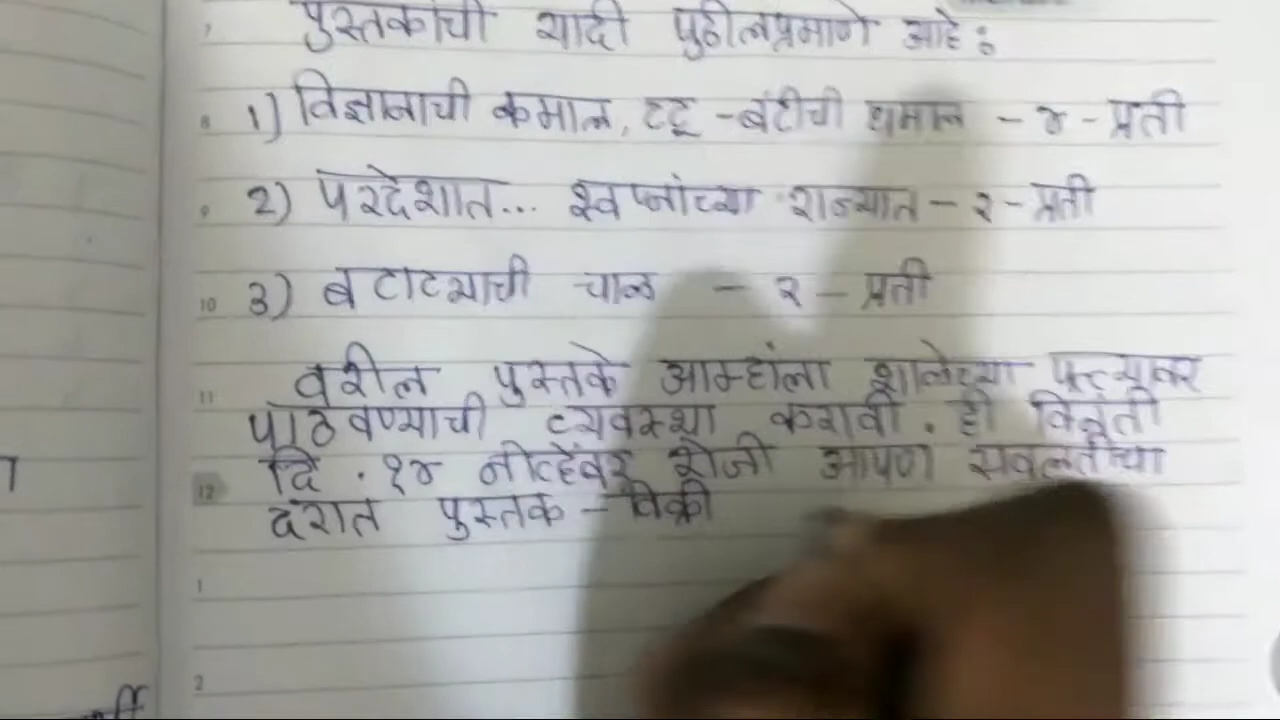 पुस्तकांची यादी पुढीलप्रमाणे आहे :
1) विज्ञानाची कमाल, टटू - बंटीची धमाल - ४ - प्रती
2) परदेशात... स्वप्नांच्या राज्यात - २ - प्रती
3) बटाट्याची चाळ - २ - प्रती
वरील पुस्तके आम्हांला शाळेच्या पत्त्यावर
पाठवण्याची व्यवस्था करावी . ही विनंती
दि . १४ नोव्हेंबर रोजी आपण सवलतीच्या
दरात पुस्तक - विक्री